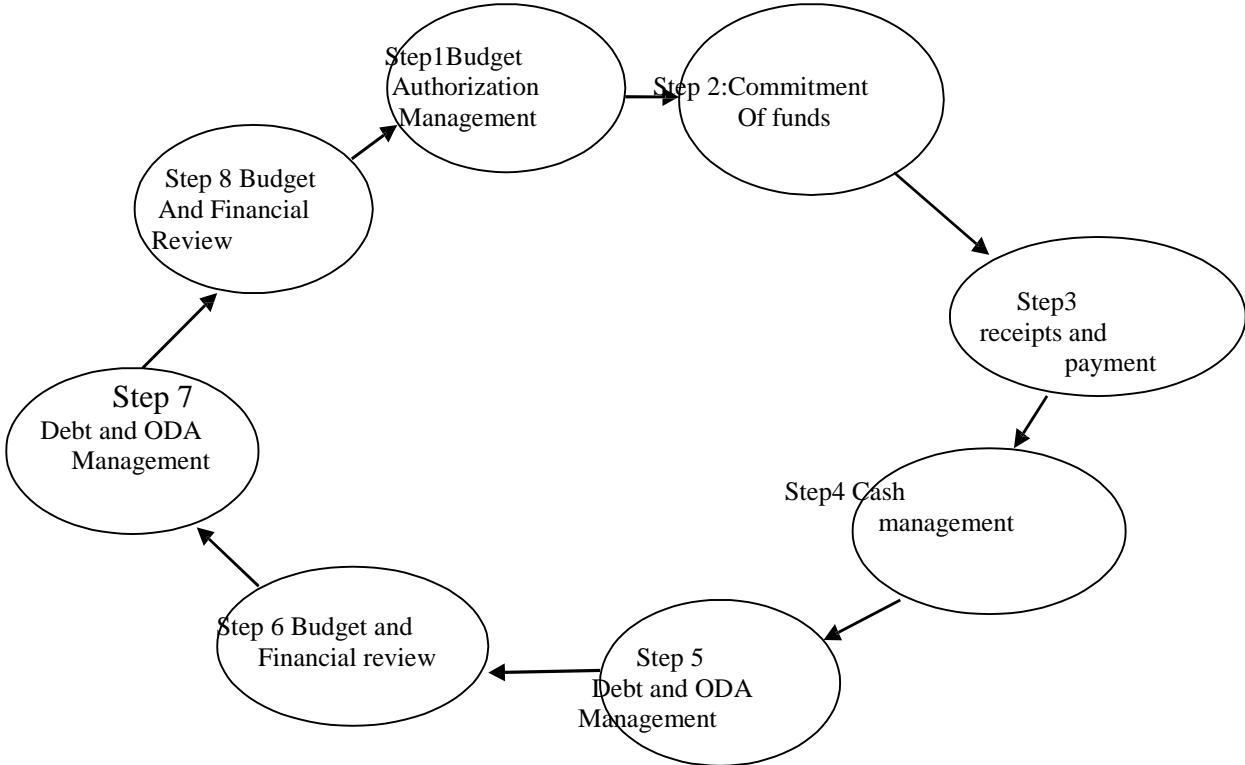 Step1Budget
Authorization
Management
Step 2:Commitment
Of funds
Step3
receipts and
payment
Step4 Cash
management
Step 5
Debt and ODA
Management
Step 6 Budget and
Financial review
Step 7
Debt and ODA
Management
Step 8 Budget
And Financial
Review